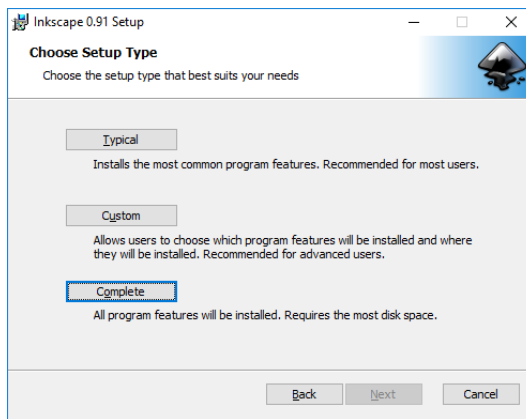 Inkscape 0.91 Setup
Choose Setup Type
Choose the setup type that best suits your needs
Typical
Installs the most common program features. Recommended for most users.
Custom
Allows users to choose which program features will be installed and where
they will be installed. Recommended for advanced users.
Complete
All program features will be installed. Requires the most disk space.
Back Next Cancel